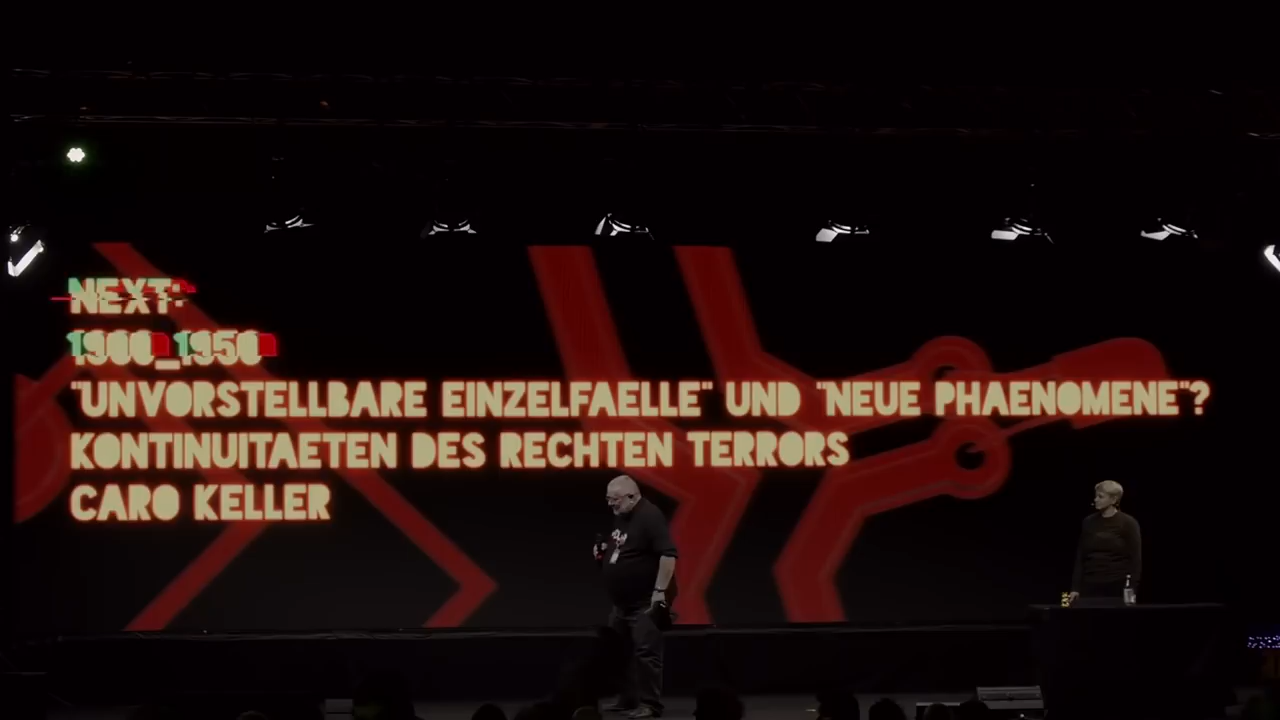 NEXT:
1900_1950
"UNVORSTELLBARE EINZELFAELLE" UND "NEUE PHAENOMENE"?
KONTINUITAETEN DES RECHTEN TERRORS
CARO KELLER